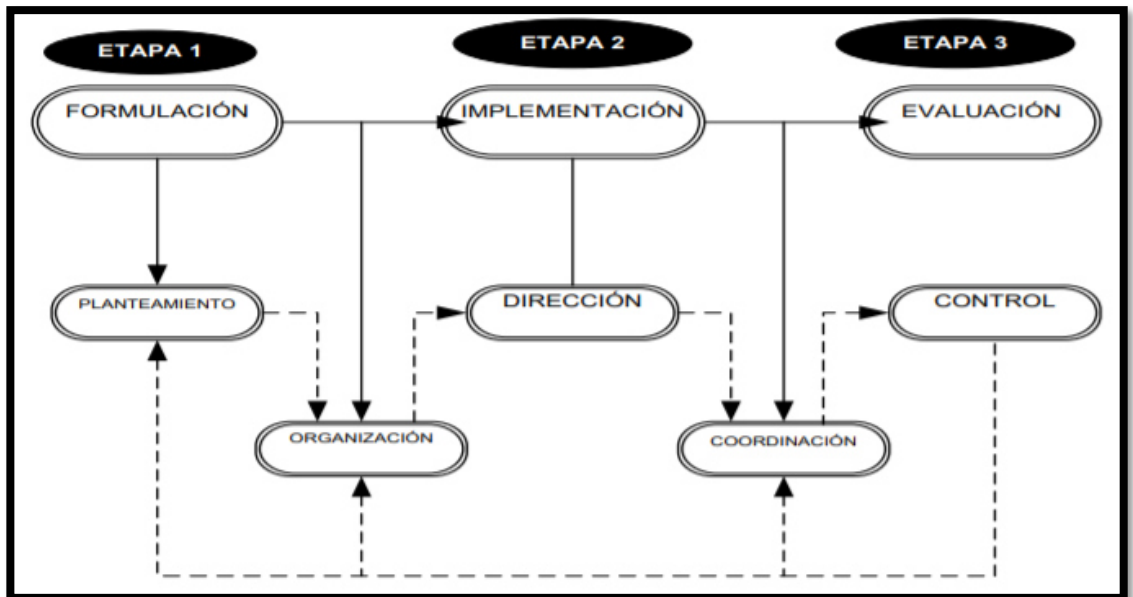 ETAPA 1
ETAPA 2
ETAPA 3
FORMULACIÓN
IMPLEMENTACIÓN
EVALUACIÓN
PLANTEAMIENTO
DIRECCIÓN
CONTROL
ORGANIZACIÓN
COORDINACIÓN